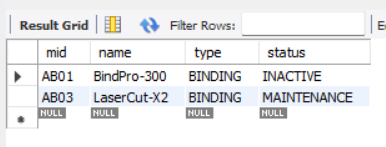 Result Grid Filter Rows: E
mid name type status
AB01 BindPro-300 BINDING INACTIVE
AB03 LaserCut-X2 BINDING MAINTENANCE
NULL NULL NULL NULL